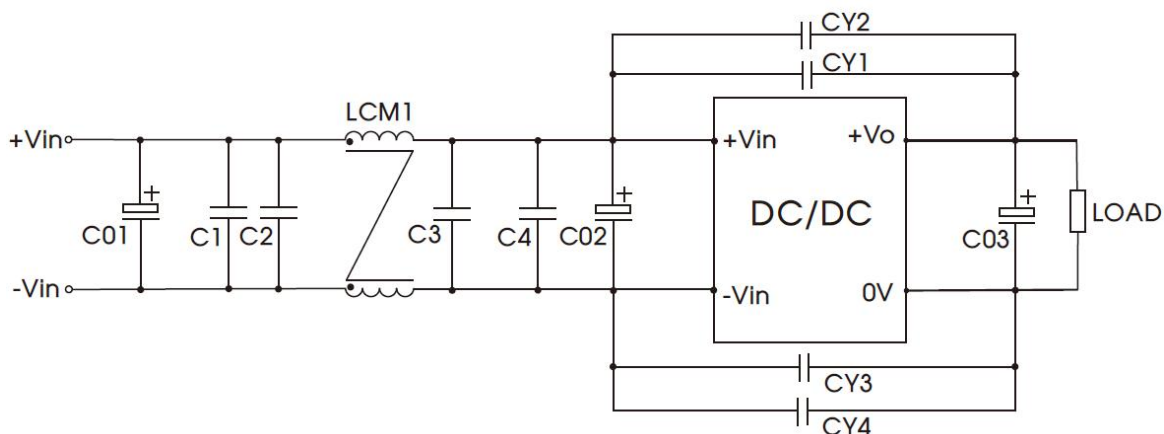 CY2
CY1
LCM1
+Vin
+Vin
+Vo
+
+
+
DC/DC
LOAD
C01
C1
C2
C3
C4
C02
C03
-Vin
-Vin
0V
CY3
CY4